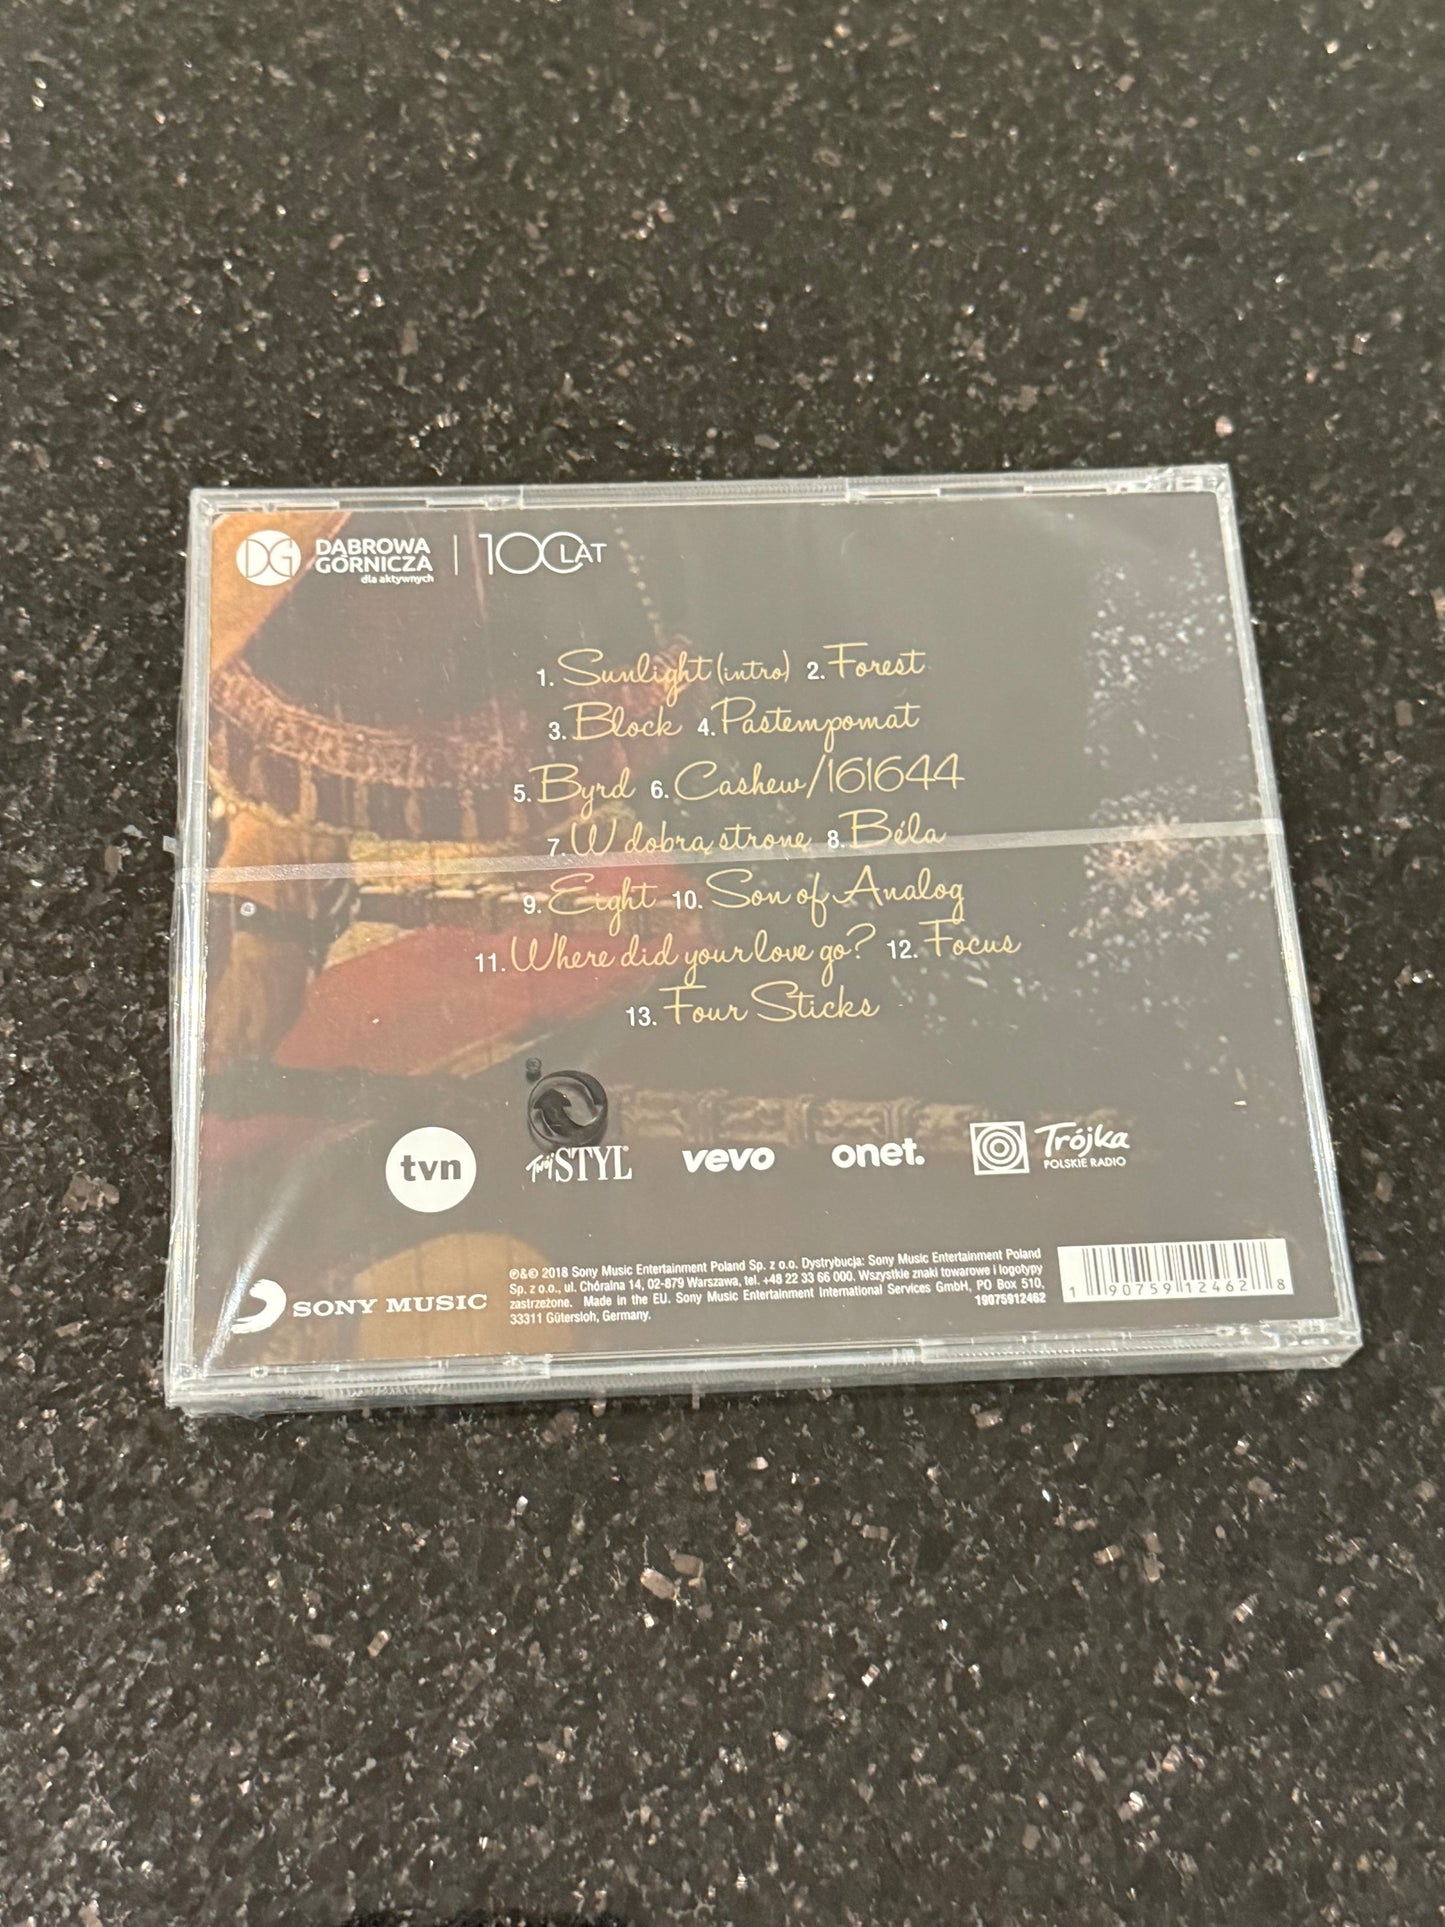 DG DĄBROWA GÓRNICZA dla aktywnych | 100 LAT
1. Sunlight (intro) 2. Forest
3. Block 4. Pastempomat
5. Byrd 6. Cashew/161644
7. W dobrą stronę 8. Béla
9. Eight 10. Son of Analog
11. Where did your love go? 12. Focus
13. Four Sticks
tvn Twój STYL vevo onet. Trójka POLSKIE RADIO
SONY MUSIC
℗&© 2018 Sony Music Entertainment Poland Sp. z o.o. Dystrybucja: Sony Music Entertainment Poland
Sp. z o.o., ul. Chóralna 14, 02-879 Warszawa, tel. +48 22 33 66 000. Wszystkie znaki towarowe i logotypy
zastrzeżone. Made in the EU. Sony Music Entertainment International Services GmbH, PO Box 510,
33311 Gütersloh, Germany. 19075912462
1 90759 12462 8